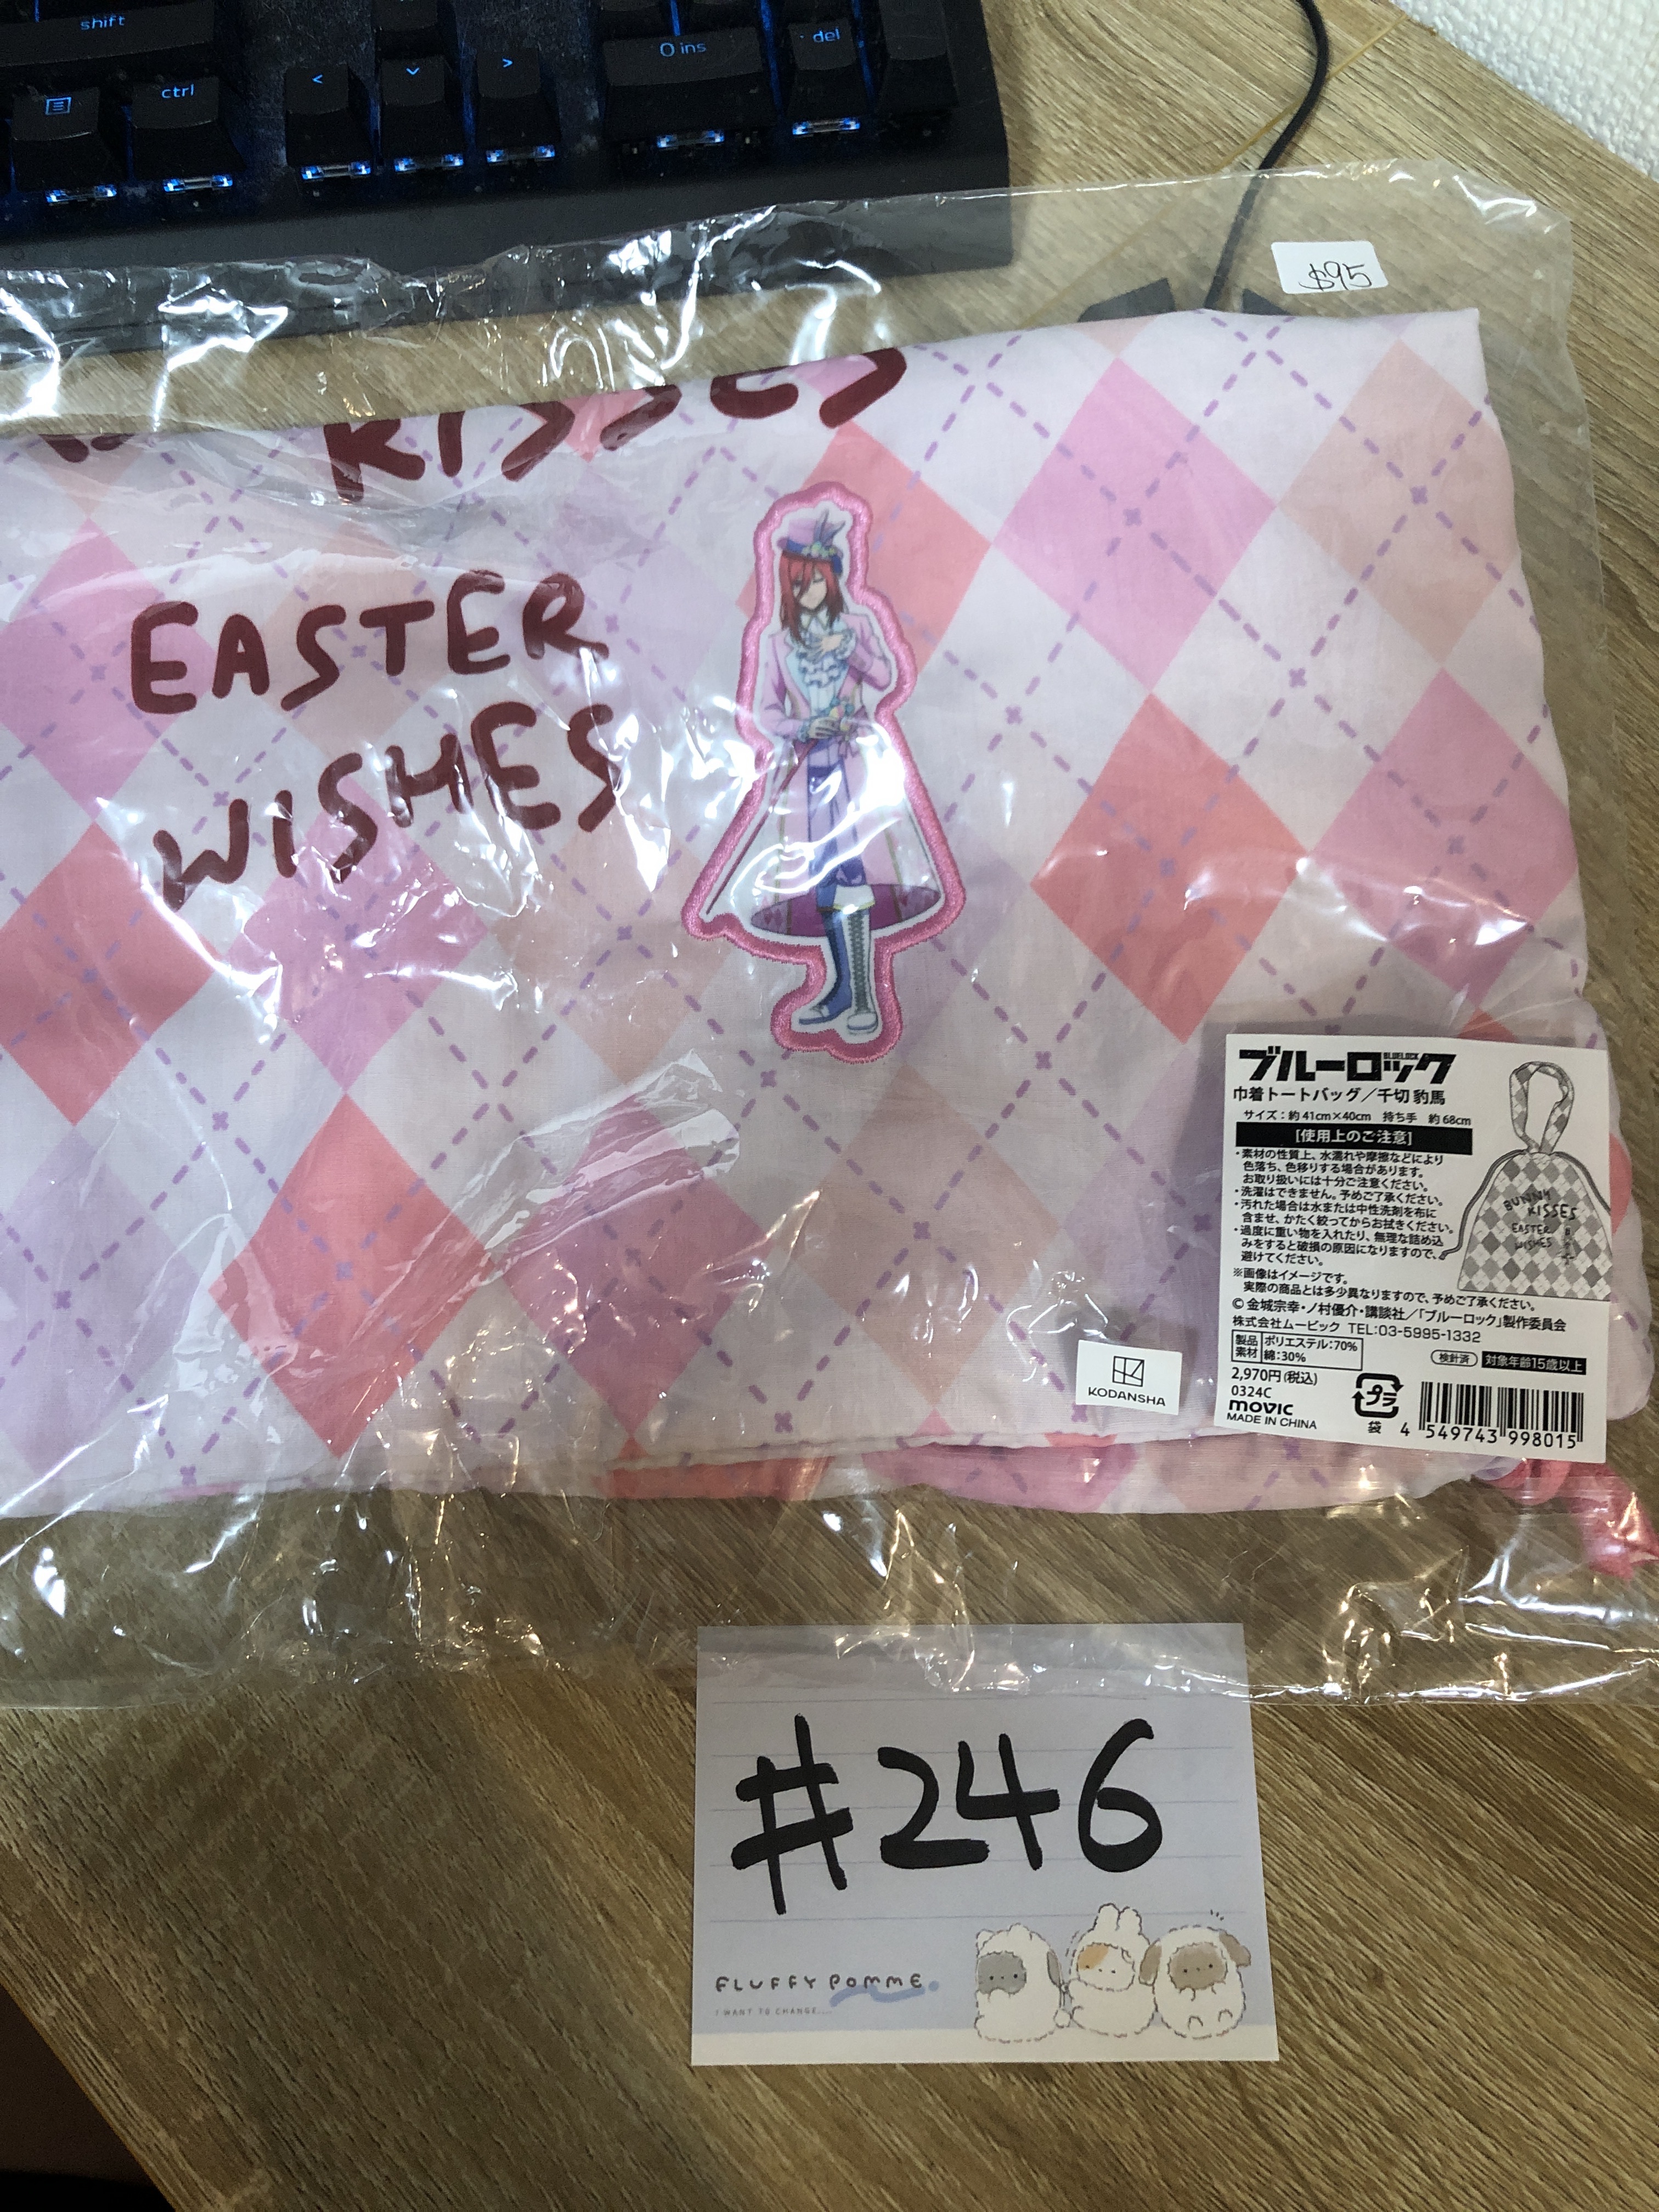 shift
ctrl
0 ins
del
$95
KISSES
EASTER
WISHES
ブルーロック
BLUELOCK
巾着トートバッグ／千切 豹馬
サイズ：約 41cm×40cm 持ち手 約 68cm
[使用上のご注意]
・素材の性質上、水濡れや摩擦などにより
色落ち、色移りする場合があります。
お取り扱いには十分ご注意ください。
・洗濯はできません。予めご了承ください。
・汚れた場合は水または中性洗剤を布に
含ませ、かたく絞ってからお拭きください。
・過度に重い物を入れたり、無理な詰め込
みをすると破損の原因になりますので、
避けてください。
BUNNY
KISSES
EASTER
WISHES
※画像はイメージです。
実際の商品とは多少異なりますので、予めご了承ください。
© 金城宗幸・ノ村優介・講談社／「ブルーロック」製作委員会
株式会社ムービック TEL:03-5995-1332
製品素材 ポリエステル：70%
綿：30%
検針済 対象年齢15歳以上
2,970円(税込)
0324C
movic
MADE IN CHINA
プラ
袋
4 549743 998015
KODANSHA
#246
FLUFFY POMME.
I WANT TO CHANGE....